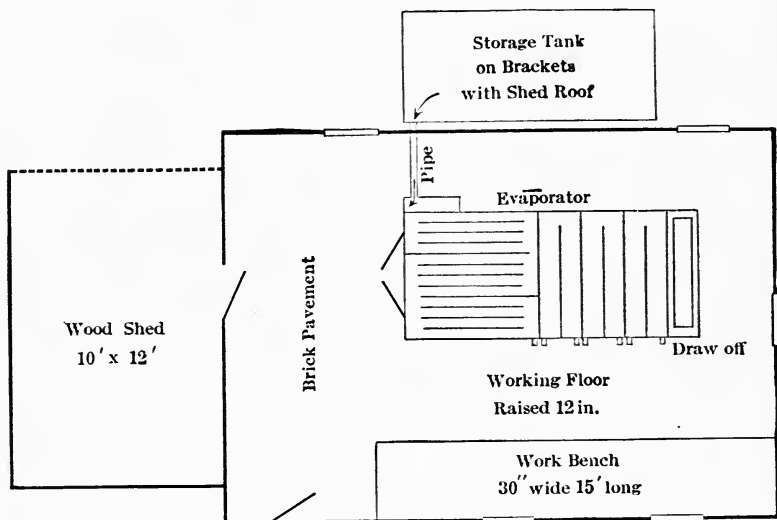 Storage Tank
on Brackets
with Shed Roof
Pipe
Evaporator
Brick Pavement
Wood Shed
10' x 12'
Draw off
Working Floor
Raised 12 in.
Work Bench
30" wide 15' long